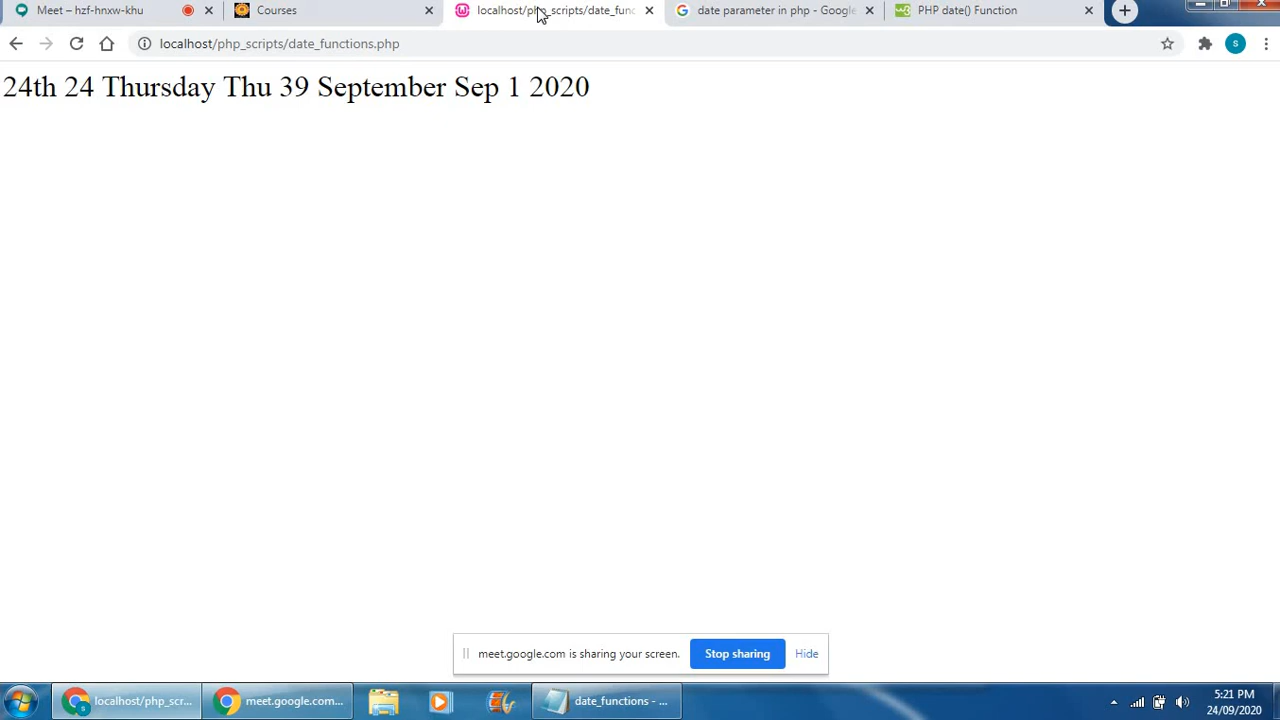 Meet – hzf-hnxw-khu
Courses
localhost/php_scripts/date_func
date parameter in php - Google
PHP date() Function
localhost/php_scripts/date_functions.php
S
24th 24 Thursday Thu 39 September Sep 1 2020
meet.google.com is sharing your screen.
Stop sharing
Hide
localhost/php_scr...
meet.google.com...
date_functions - ...
5:21 PM
24/09/2020